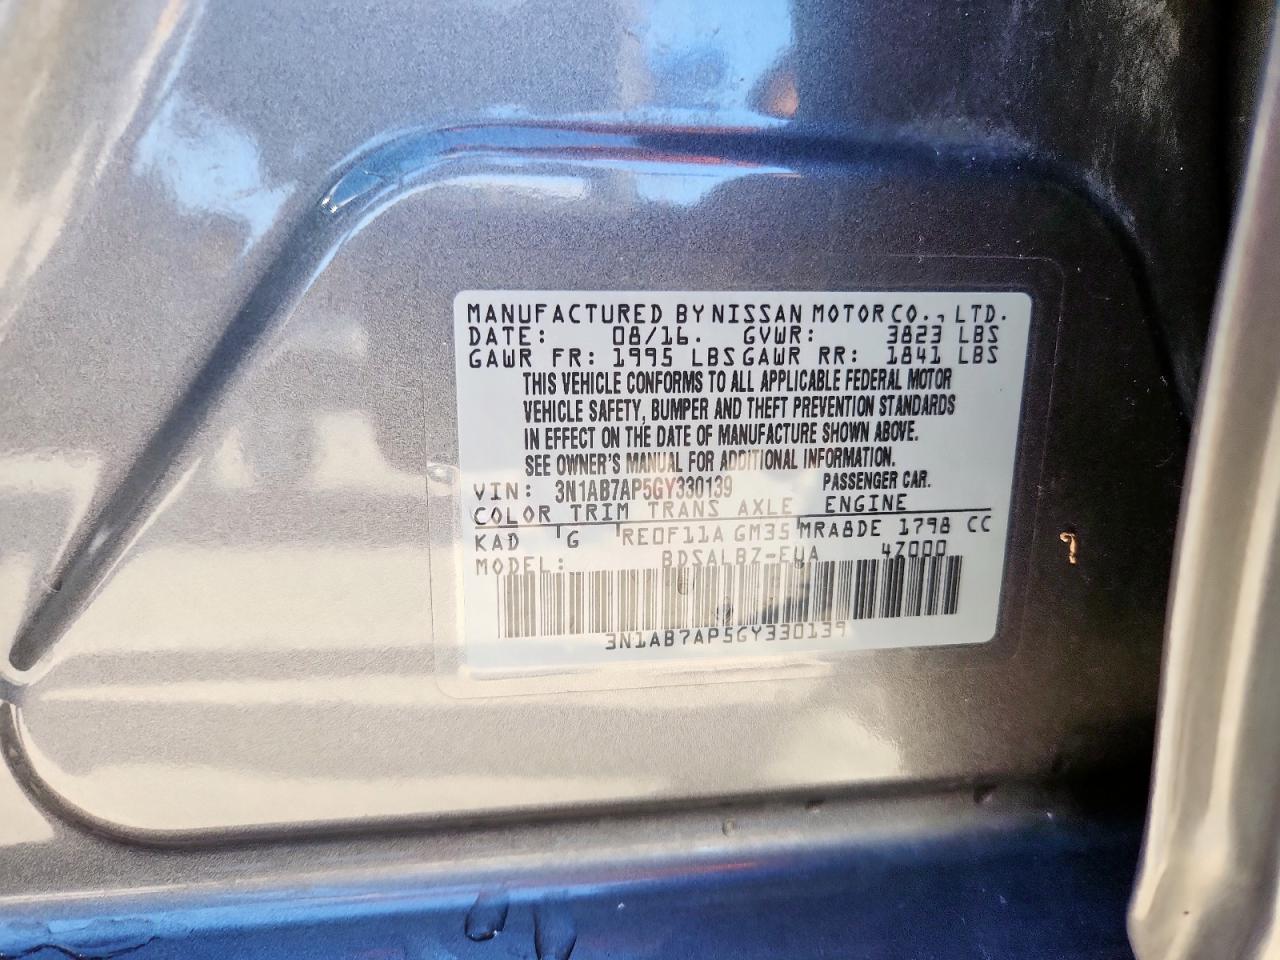 MANUFACTURED BY NISSAN MOTOR CO., LTD.
DATE: 08/16. GVWR: 3823 LBS
GAWR FR: 1995 LBS GAWR RR: 1841 LBS
THIS VEHICLE CONFORMS TO ALL APPLICABLE FEDERAL MOTOR
VEHICLE SAFETY, BUMPER AND THEFT PREVENTION STANDARDS
IN EFFECT ON THE DATE OF MANUFACTURE SHOWN ABOVE.
SEE OWNER'S MANUAL FOR ADDITIONAL INFORMATION.
VIN: 3N1AB7AP5GY330139 PASSENGER CAR.
COLOR TRIM TRANS AXLE ENGINE
KAD G RE0F11A GM35 MRA8DE 1798 CC
MODEL: BDSALBZ-EUA 4Z000
3N1AB7AP5GY330139